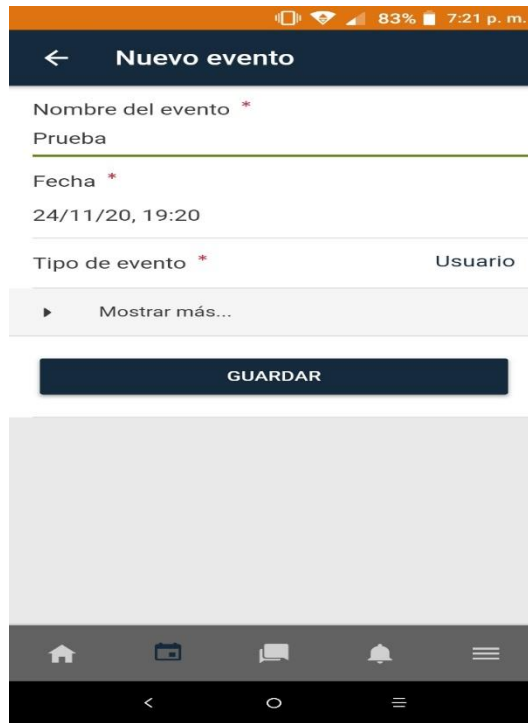 83% 7:21 p. m.
Nuevo evento
Nombre del evento *
Prueba
Fecha *
24/11/20, 19:20
Tipo de evento * Usuario
Mostrar más...
GUARDAR